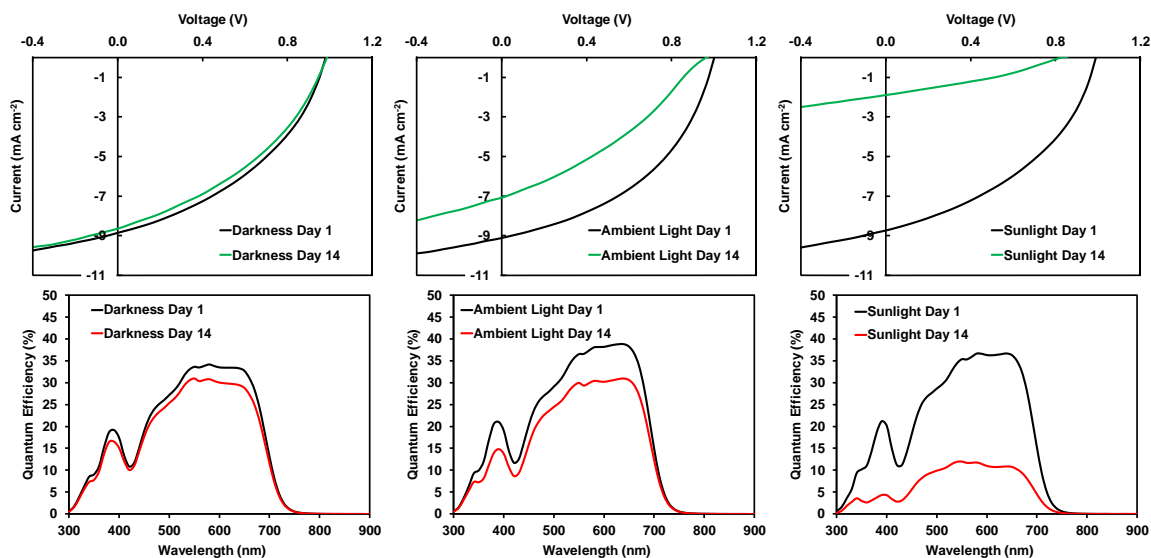 Voltage (V)
-0.4 0.0 0.4 0.8 1.2
-1
-3
-5
-7
-9
-11
Current (mA cm-2)
Darkness Day 1
Darkness Day 14
Voltage (V)
-0.4 0.0 0.4 0.8 1.2
-1
-3
-5
-7
-9
-11
Current (mA cm-2)
Ambient Light Day 1
Ambient Light Day 14
Voltage (V)
-0.4 0.0 0.4 0.8 1.2
-1
-3
-5
-7
-9
-11
Current (mA cm-2)
Sunlight Day 1
Sunlight Day 14
50
45
40
35
30
25
20
15
10
5
0
Quantum Efficiency (%)
Darkness Day 1
Darkness Day 14
300 400 500 600 700 800 900
Wavelength (nm)
50
45
40
35
30
25
20
15
10
5
0
Quantum Efficiency (%)
Ambient Light Day 1
Ambient Light Day 14
300 400 500 600 700 800 900
Wavelength (nm)
50
45
40
35
30
25
20
15
10
5
0
Quantum Efficiency (%)
Sunlight Day 1
Sunlight Day 14
300 400 500 600 700 800 900
Wavelength (nm)